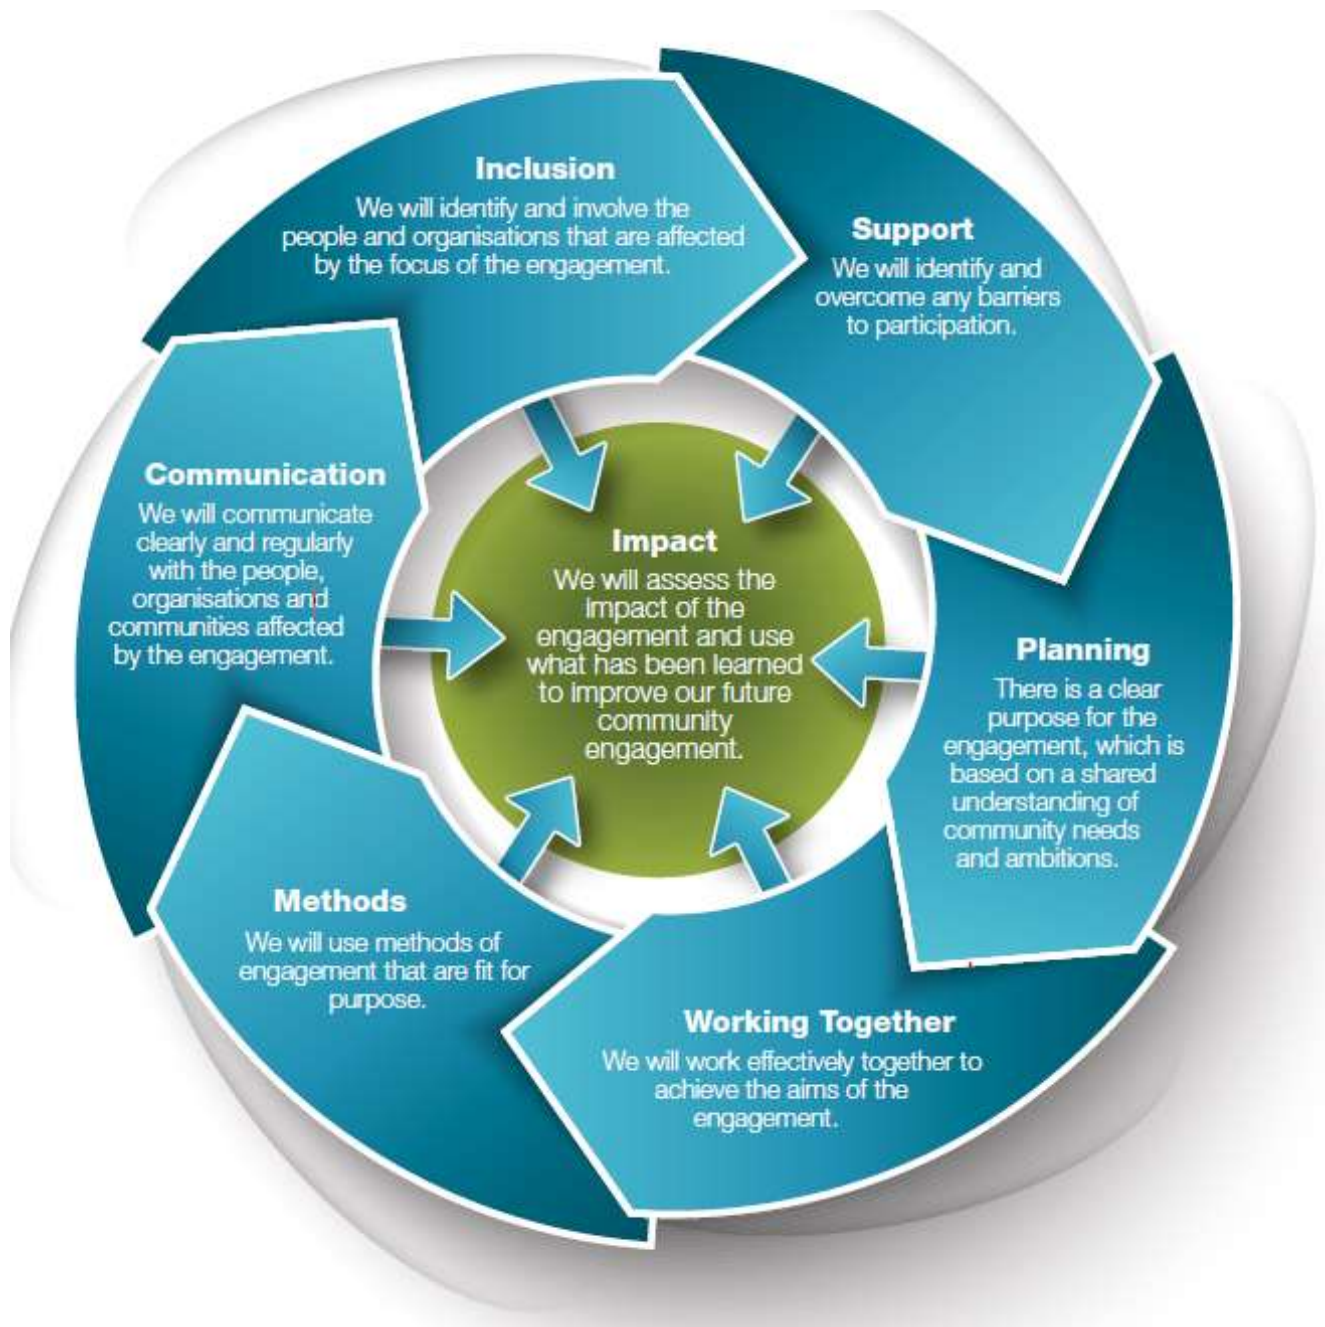 Inclusion
We will identify and involve the
people and organisations that are affected
by the focus of the engagement.
Support
We will identify and
overcome any barriers
to participation.
Planning
There is a clear
purpose for the
engagement, which is
based on a shared
understanding of
community needs
and ambitions.
Working Together
We will work effectively together to
achieve the aims of the
engagement.
Methods
We will use methods of
engagement that are fit for
purpose.
Communication
We will communicate
clearly and regularly
with the people,
organisations and
communities affected
by the engagement.
Impact
We will assess the
impact of the
engagement and use
what has been learned
to improve our future
community
engagement.